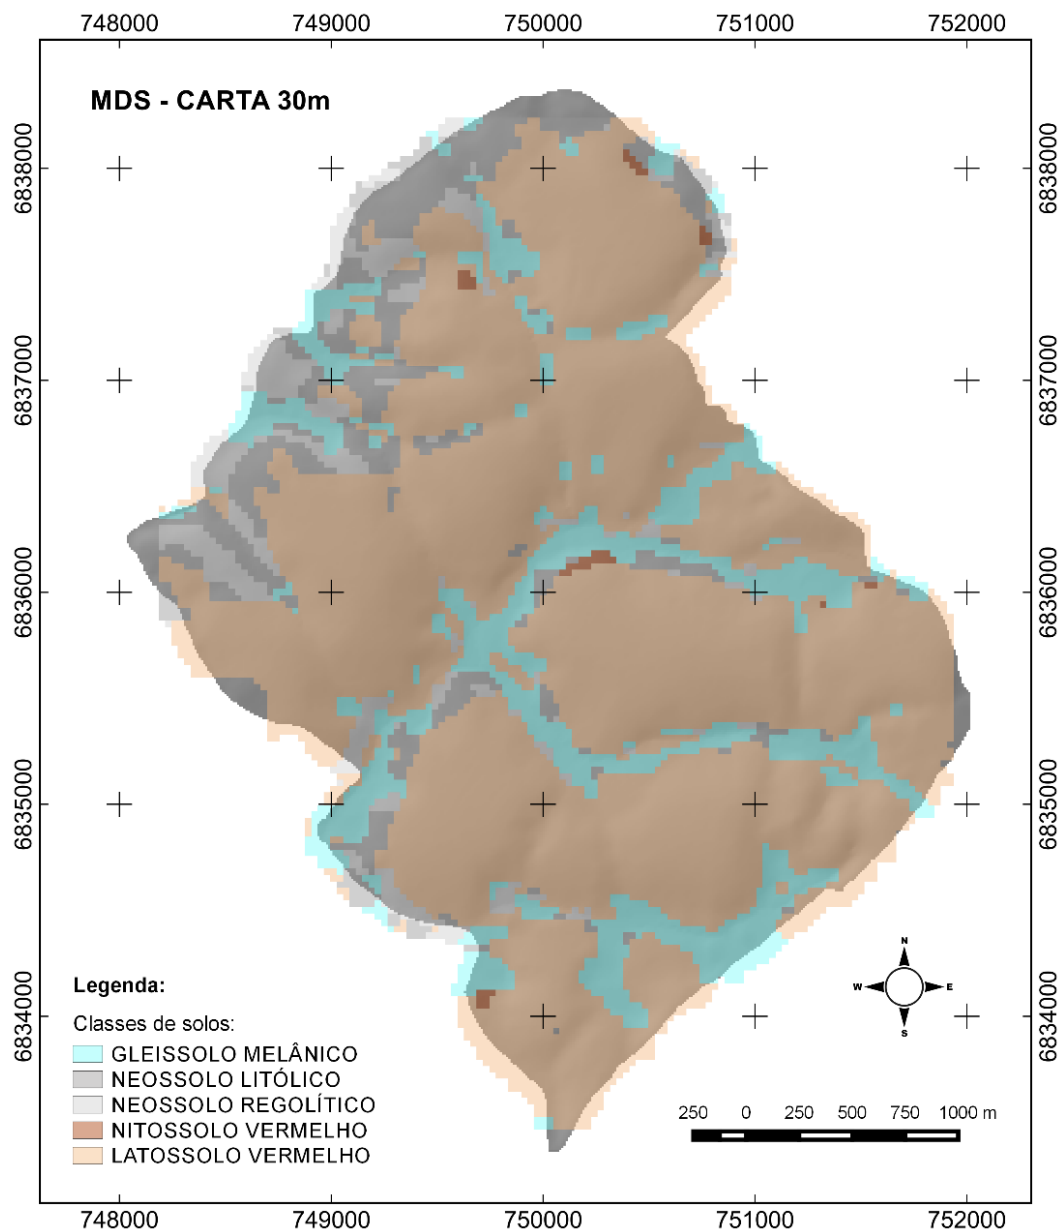 748000 749000 750000 751000 752000
MDS - CARTA 30m
6838000 6838000
6837000 6837000
6836000 6836000
6835000 6835000
6834000 6834000
N
W E
S
Legenda:
Classes de solos:
GLEISSOLO MELÂNICO
NEOSSOLO LITÓLICO
NEOSSOLO REGOLÍTICO
NITOSSOLO VERMELHO
LATOSSOLO VERMELHO
250 0 250 500 750 1000 m
748000 749000 750000 751000 752000